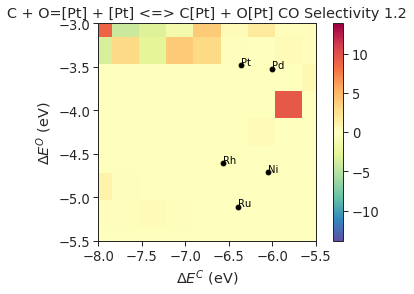 C + O=[Pt] + [Pt] <=> C[Pt] + O[Pt] CO Selectivity 1.2
−3.0
−3.5
−4.0
−4.5
−5.0
−5.5
ΔE^O (eV)
Pt
Pd
Rh
Ni
Ru
−8.0 −7.5 −7.0 −6.5 −6.0 −5.5
ΔE^C (eV)
10
5
0
−5
−10